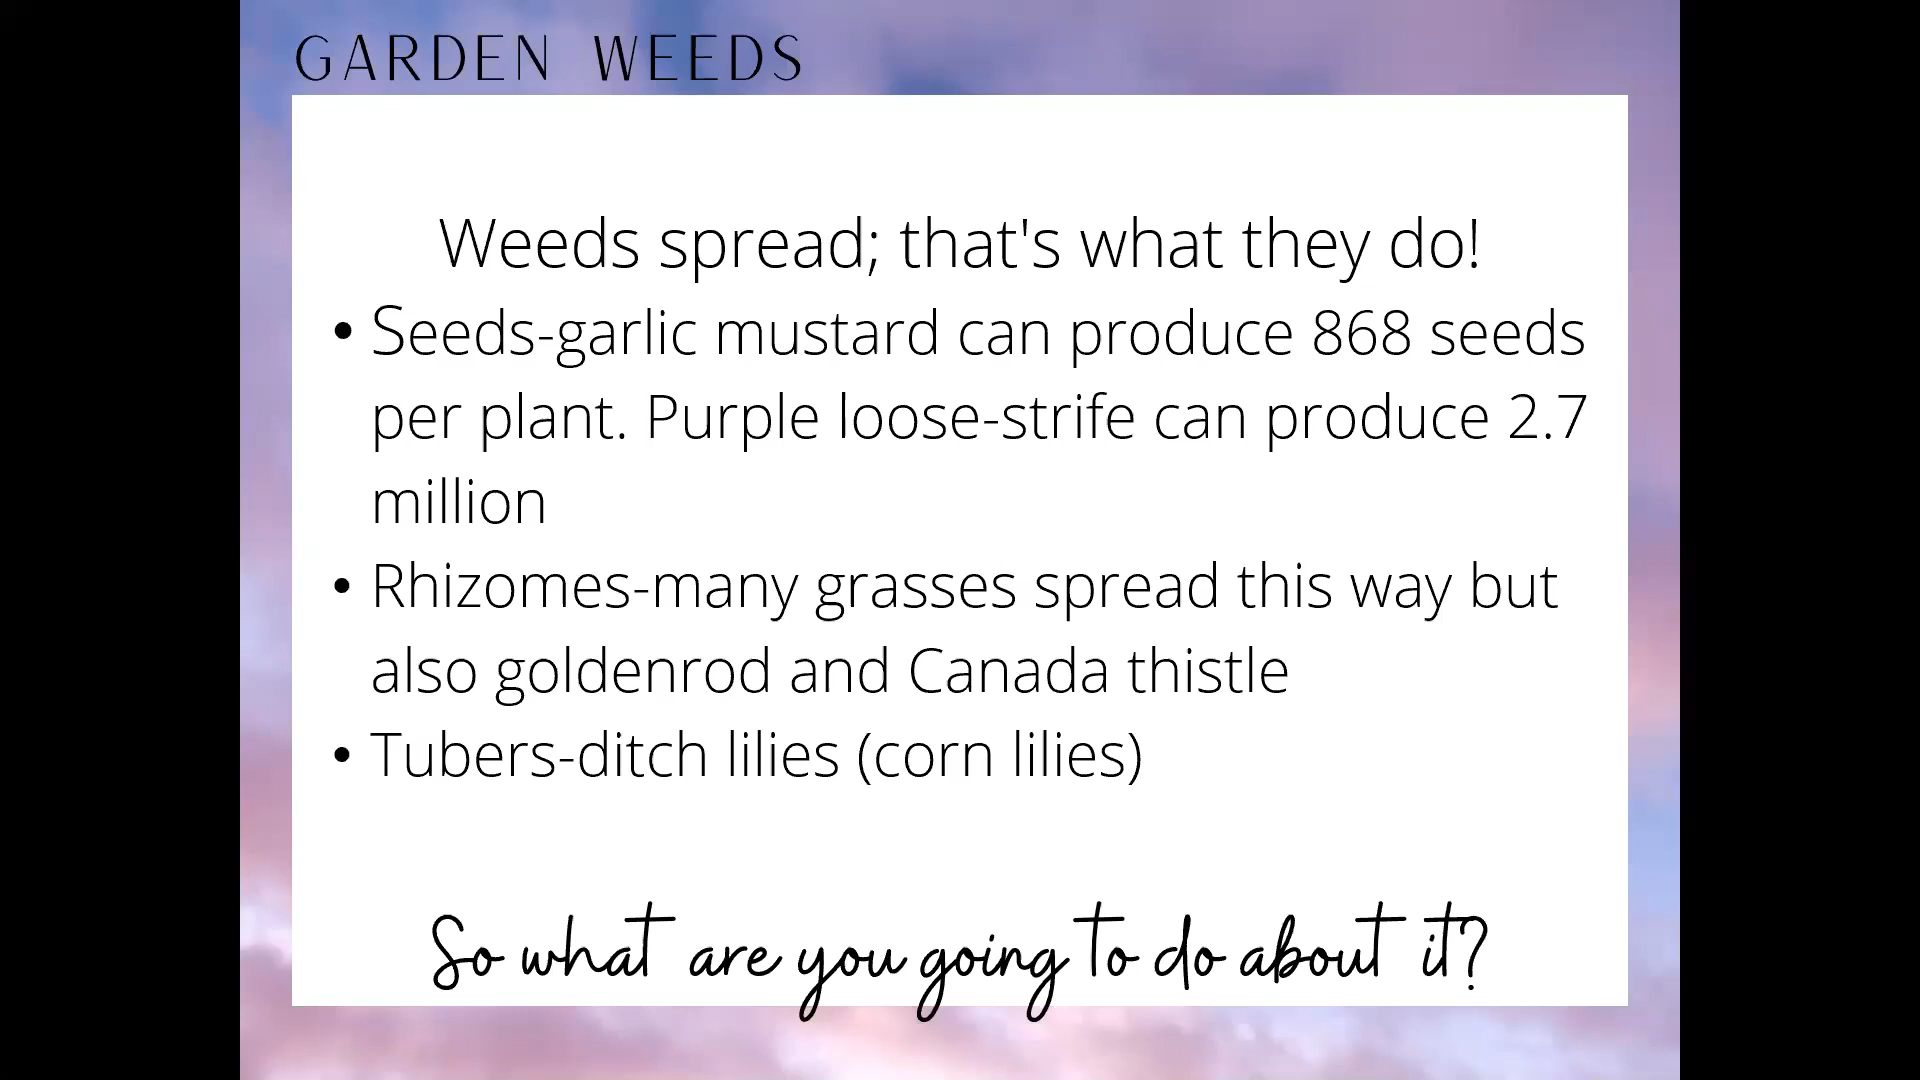 GARDEN WEEDS
Weeds spread; that's what they do!
• Seeds-garlic mustard can produce 868 seeds
per plant. Purple loose-strife can produce 2.7
million
• Rhizomes-many grasses spread this way but
also goldenrod and Canada thistle
• Tubers-ditch lilies (corn lilies)
So what are you going to do about it?